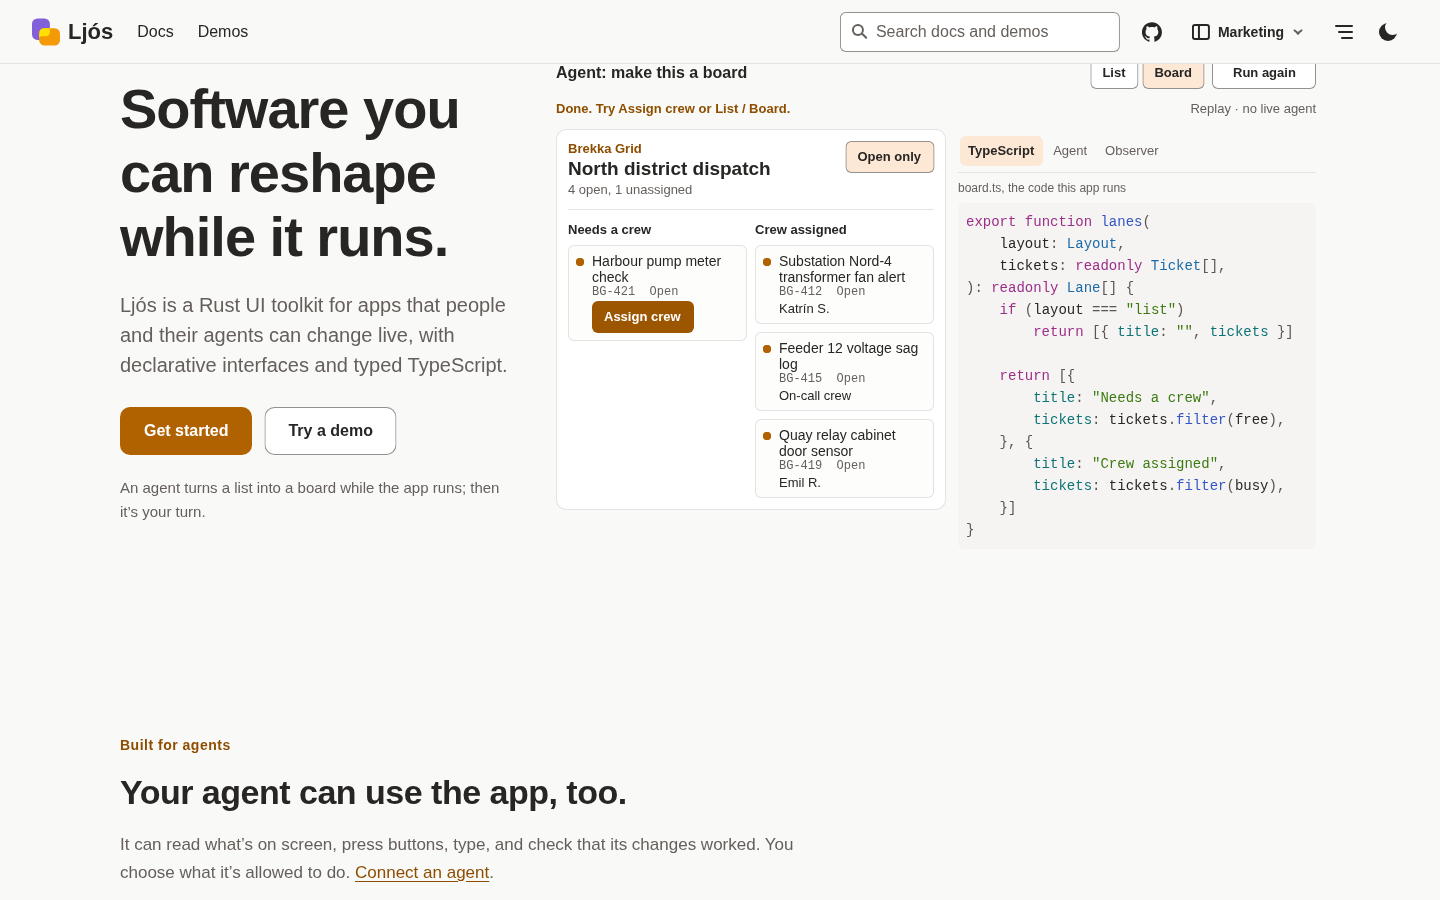 Ljós
Docs
Demos
Search docs and demos
Marketing
Software you
can reshape
while it runs.
Ljós is a Rust UI toolkit for apps that people
and their agents can change live, with
declarative interfaces and typed TypeScript.
Get started
Try a demo
An agent turns a list into a board while the app runs; then
it’s your turn.
Agent: make this a board
List
Board
Run again
Done. Try Assign crew or List / Board.
Replay · no live agent
Brekka Grid
North district dispatch
4 open, 1 unassigned
Open only
Needs a crew
Harbour pump meter
check
BG-421 Open
Assign crew
Crew assigned
Substation Nord-4
transformer fan alert
BG-412 Open
Katrín S.
Feeder 12 voltage sag
log
BG-415 Open
On-call crew
Quay relay cabinet
door sensor
BG-419 Open
Emil R.
TypeScript
Agent
Observer
board.ts, the code this app runs
export function lanes(
    layout: Layout,
    tickets: readonly Ticket[],
): readonly Lane[] {
    if (layout === "list")
        return [{ title: "", tickets }]
    return [{
        title: "Needs a crew",
        tickets: tickets.filter(free),
    }, {
        title: "Crew assigned",
        tickets: tickets.filter(busy),
    }]
}
Built for agents
Your agent can use the app, too.
It can read what’s on screen, press buttons, type, and check that its changes worked. You
choose what it’s allowed to do. Connect an agent.